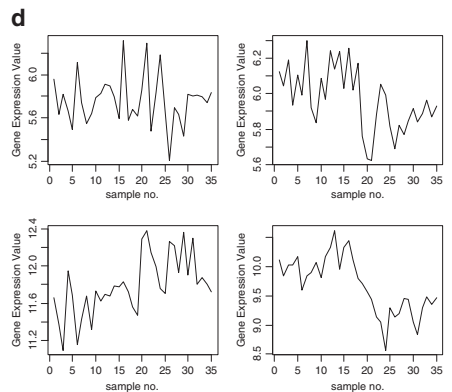 d
Gene Expression Value
5.2 5.6 6.0
0 5 10 15 20 25 30 35
sample no.
Gene Expression Value
5.6 5.8 6.0 6.2
0 5 10 15 20 25 30 35
sample no.
Gene Expression Value
11.2 11.6 12.0 12.4
0 5 10 15 20 25 30 35
sample no.
Gene Expression Value
8.5 9.0 9.5 10.0
0 5 10 15 20 25 30 35
sample no.